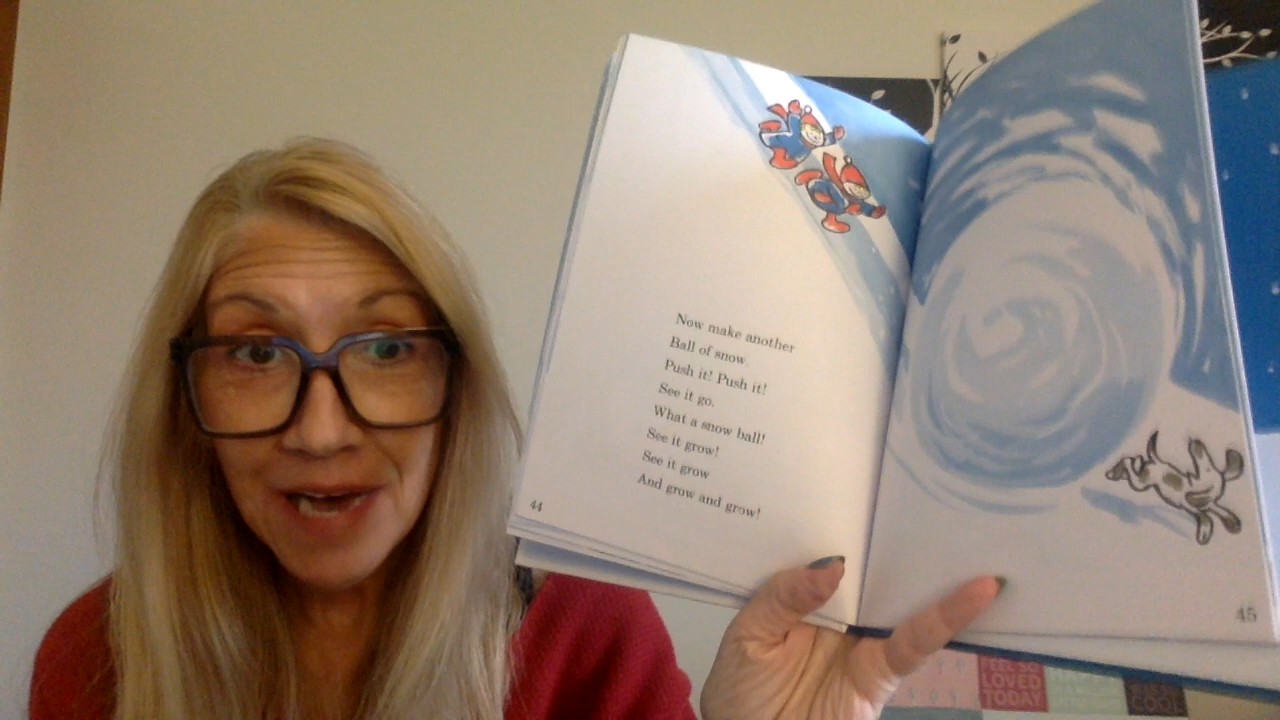 Now make another
Ball of snow.
Push it! Push it!
See it go.
What a snow ball!
See it grow!
See it grow
And grow and grow!
44
45
FEEL SO
LOVED
TODAY
COOL